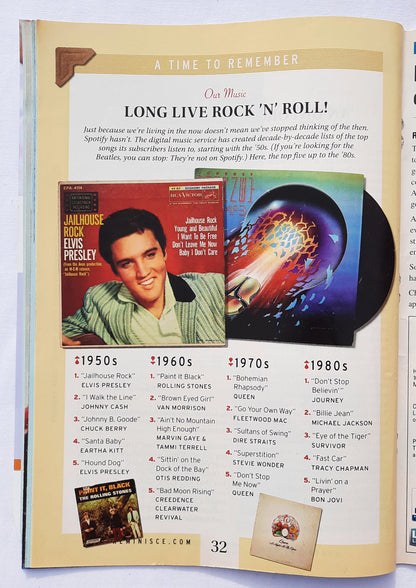 A TIME TO REMEMBER
Our Music
LONG LIVE ROCK 'N' ROLL!
Just because we're living in the now doesn't mean we've stopped thinking of the then.
Spotify hasn't. The digital music service has created decade-by-decade lists of the top
songs its subscribers listen to, starting with the '50s. (If you're looking for the
Beatles, you can stop: They're not on Spotify.) Here, the top five up to the '80s.
RCA VICTOR
JAILHOUSE
ROCK
ELVIS
PRESLEY
Jailhouse Rock
Young and Beautiful
I Want To Be Free
Don't Leave Me Now
Baby I Don't Care
1950s
1. "Jailhouse Rock"
ELVIS PRESLEY
2. "I Walk the Line"
JOHNNY CASH
3. "Johnny B. Goode"
CHUCK BERRY
4. "Santa Baby"
EARTHA KITT
5. "Hound Dog"
ELVIS PRESLEY
1960s
1. "Paint It Black"
ROLLING STONES
2. "Brown Eyed Girl"
VAN MORRISON
3. "Ain't No Mountain
High Enough"
MARVIN GAYE &
TAMMI TERRELL
4. "Sittin' on the
Dock of the Bay"
OTIS REDDING
5. "Bad Moon Rising"
CREEDENCE
CLEARWATER
REVIVAL
1970s
1. "Bohemian
Rhapsody"
QUEEN
2. "Go Your Own Way"
FLEETWOOD MAC
3. "Sultans of Swing"
DIRE STRAITS
4. "Superstition"
STEVIE WONDER
5. "Don't Stop
Me Now"
QUEEN
1980s
1. "Don't Stop
Believin'"
JOURNEY
2. "Billie Jean"
MICHAEL JACKSON
3. "Eye of the Tiger"
SURVIVOR
4. "Fast Car"
TRACY CHAPMAN
5. "Livin' on a
Prayer"
BON JOVI
PAINT IT, BLACK
THE ROLLING STONES
MINISCE.COM
32